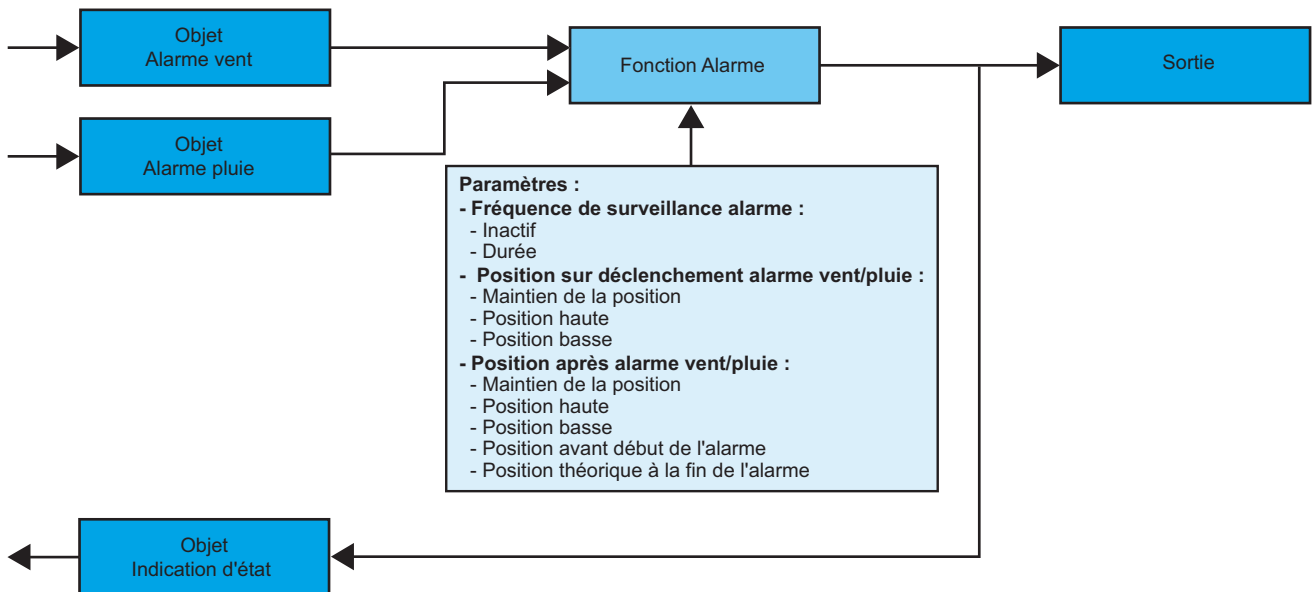 Objet
Alarme vent
Fonction Alarme
Sortie
Objet
Alarme pluie
Paramètres :
- Fréquence de surveillance alarme :
- Inactif
- Durée
- Position sur déclenchement alarme vent/pluie :
- Maintien de la position
- Position haute
- Position basse
- Position après alarme vent/pluie :
- Maintien de la position
- Position haute
- Position basse
- Position avant début de l'alarme
- Position théorique à la fin de l'alarme
Objet
Indication d'état